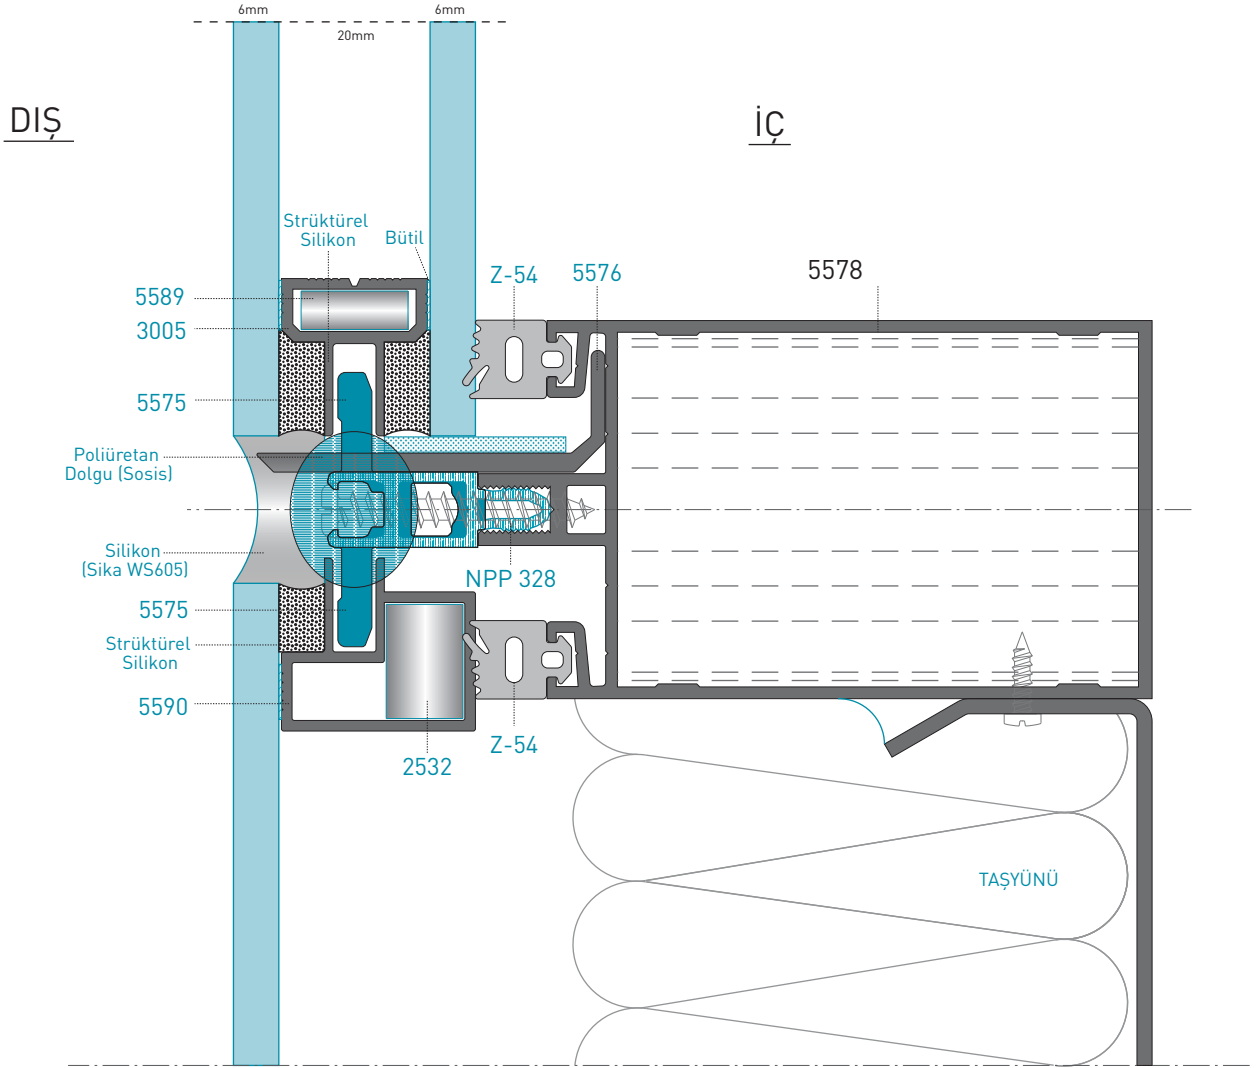 6mm
6mm
20mm
DIŞ
İÇ
Strüktürel
Silikon
Bütil
Z-54
5576
5578
5589
3005
5575
Poliüretan
Dolgu (Sosis)
Silikon
(Sika WS605)
NPP 328
5575
Strüktürel
Silikon
5590
Z-54
2532
TAŞYÜNÜ